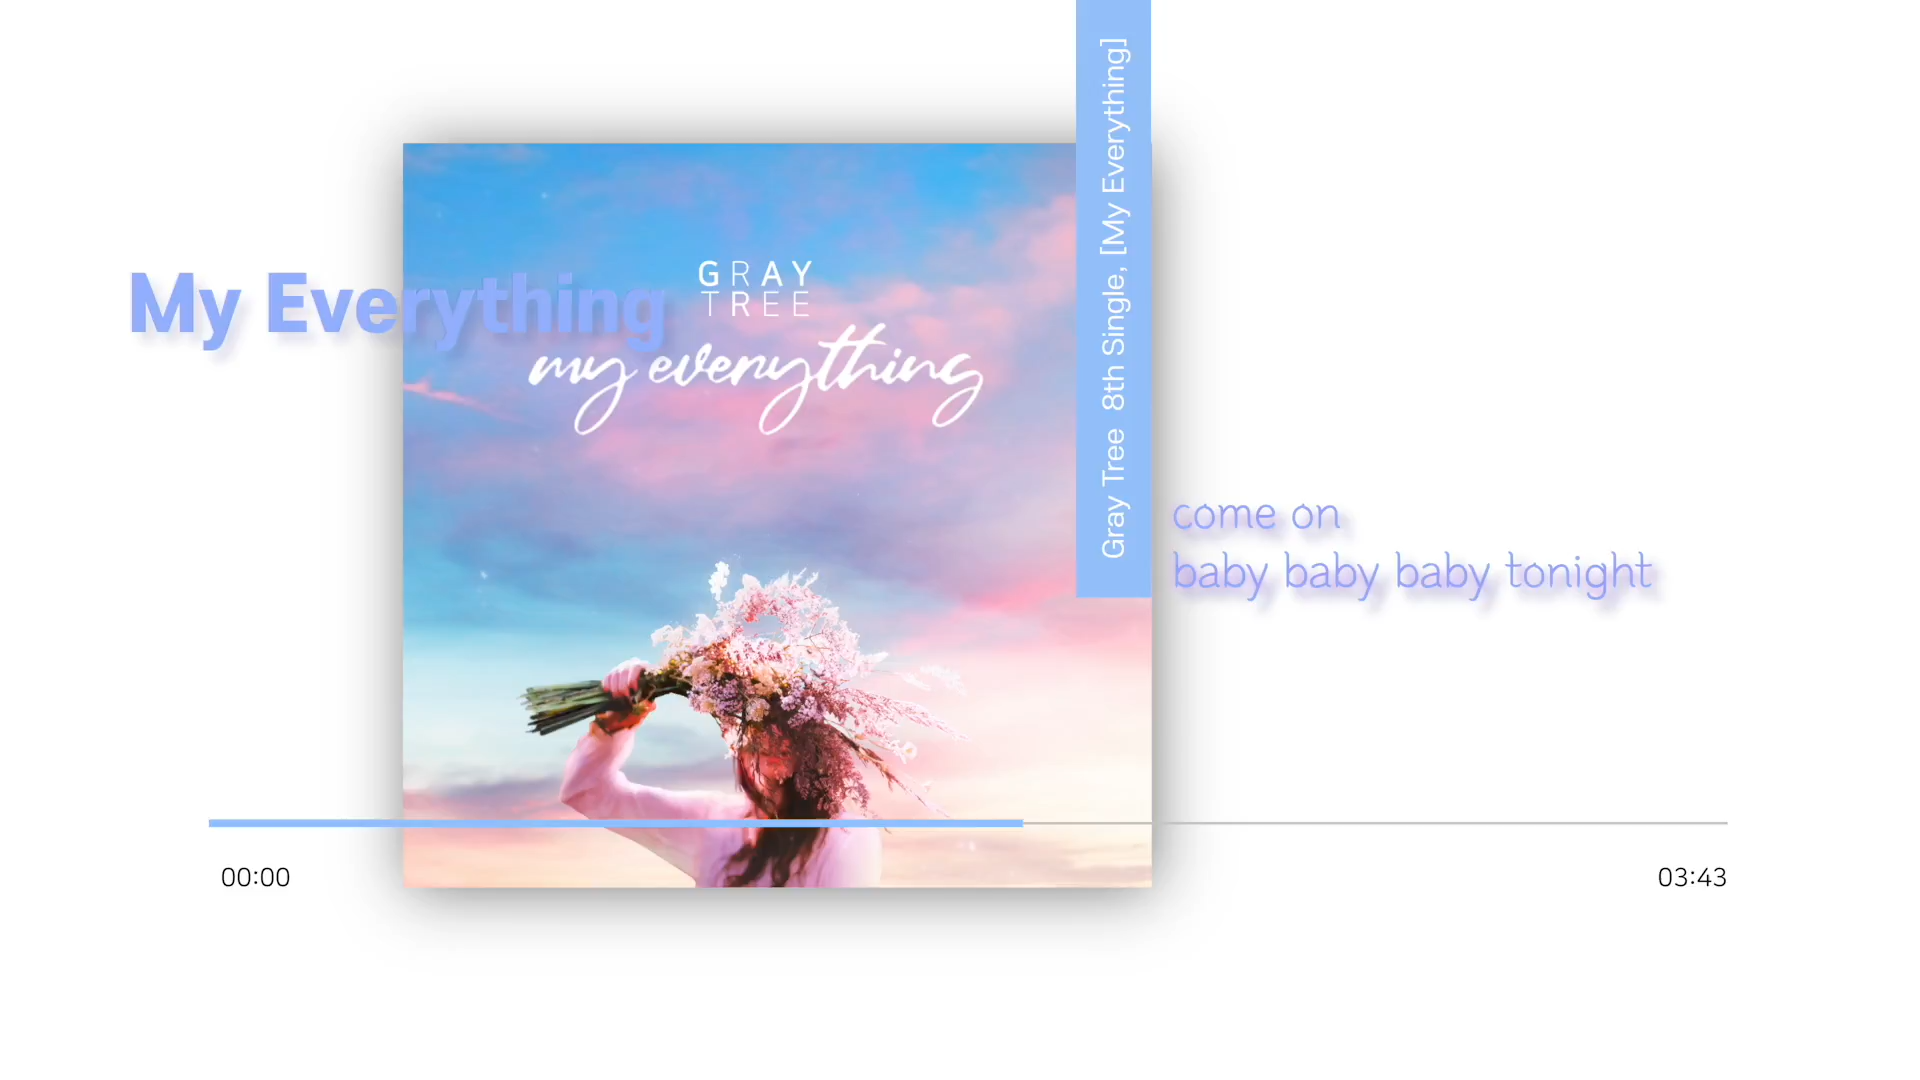 My Everything
GRAY
TREE
my everything
Gray Tree 8th Single, [My Everything]
come on
baby baby baby tonight
00:00
03:43